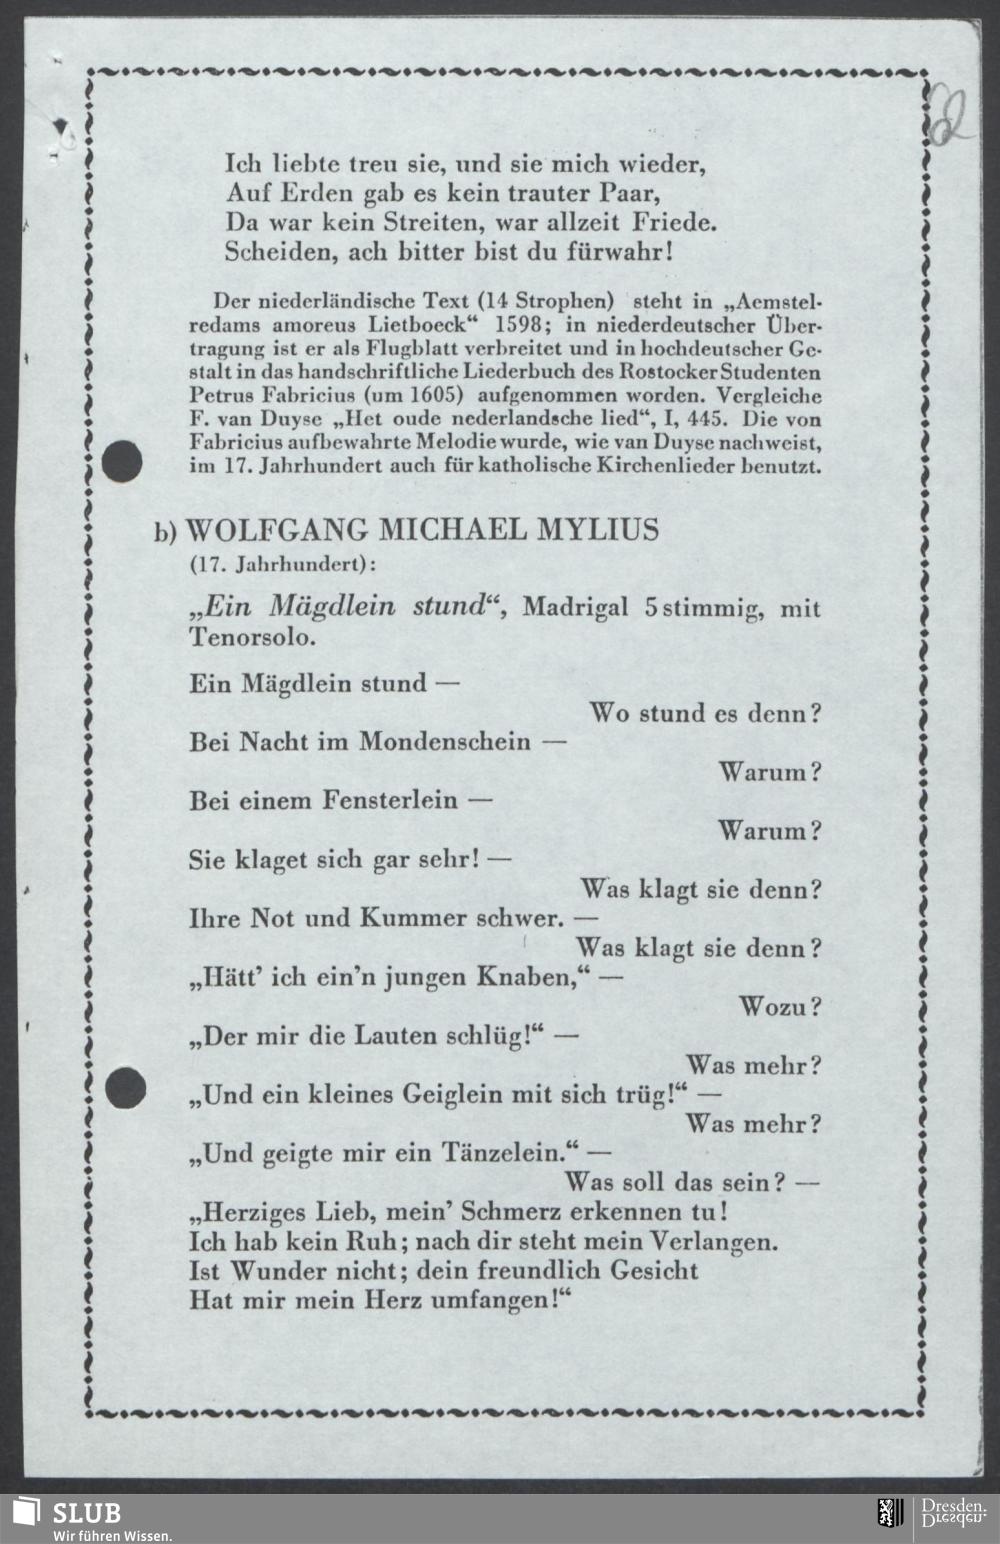 62
Ich liebte treu sie, und sie mich wieder,
Auf Erden gab es kein trauter Paar,
Da war kein Streiten, war allzeit Friede.
Scheiden, ach bitter bist du fürwahr!
Der niederländische Text (14 Strophen) steht in „Aemstel-
redams amoreus Lietboeck“ 1598; in niederdeutscher Über-
tragung ist er als Flugblatt verbreitet und in hochdeutscher Ge-
stalt in das handschriftliche Liederbuch des Rostocker Studenten
Petrus Fabricius (um 1605) aufgenommen worden. Vergleiche
F. van Duyse „Het oude nederlandsche lied“, I, 445. Die von
Fabricius aufbewahrte Melodie wurde, wie van Duyse nachweist,
im 17. Jahrhundert auch für katholische Kirchenlieder benutzt.
b) WOLFGANG MICHAEL MYLIUS
(17. Jahrhundert):
„Ein Mägdlein stund“, Madrigal 5 stimmig, mit
Tenorsolo.
Ein Mägdlein stund —
Wo stund es denn?
Bei Nacht im Mondenschein —
Warum?
Bei einem Fensterlein —
Warum?
Sie klaget sich gar sehr! —
Was klagt sie denn?
Ihre Not und Kummer schwer. —
Was klagt sie denn?
„Hätt’ ich ein’n jungen Knaben,“ —
Wozu?
„Der mir die Lauten schlüg!“ —
Was mehr?
„Und ein kleines Geiglein mit sich trüg!“ —
Was mehr?
„Und geigte mir ein Tänzelein.“ —
Was soll das sein? —
„Herziges Lieb, mein’ Schmerz erkennen tu!
Ich hab kein Ruh; nach dir steht mein Verlangen.
Ist Wunder nicht; dein freundlich Gesicht
Hat mir mein Herz umfangen!“
SLUB
Wir führen Wissen.
Dresden.
Dresden.